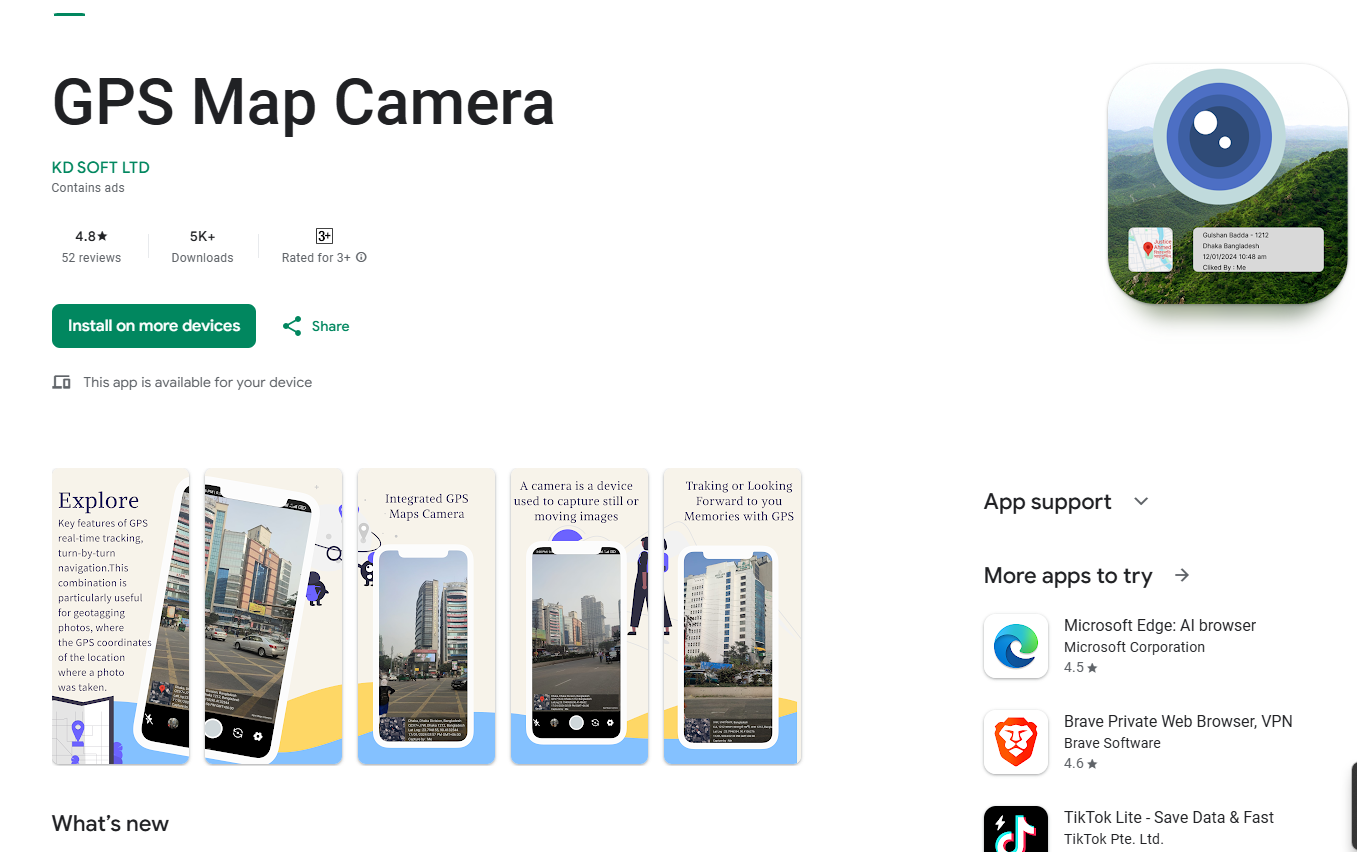 GPS Map Camera
KD SOFT LTD
Contains ads
4.8★
52 reviews
5K+
Downloads
3+
Rated for 3+
Install on more devices
Share
This app is available for your device
Gulshan Badda - 1212
Dhaka Bangladesh
12/01/2024 10:48 am
Cliked By : Me
Explore
Key features of GPS
real-time tracking,
turn-by-turn
navigation.This
combination is
particularly useful
for geotagging
photos, where
the GPS coordinates
of the location
where a photo
was taken.
Integrated GPS
Maps Camera
A camera is a device
used to capture still or
moving images
Traking or Looking
Forward to you
Memories with GPS
What's new
App support
More apps to try
Microsoft Edge: AI browser
Microsoft Corporation
4.5★
Brave Private Web Browser, VPN
Brave Software
4.6★
TikTok Lite - Save Data & Fast
TikTok Pte. Ltd.